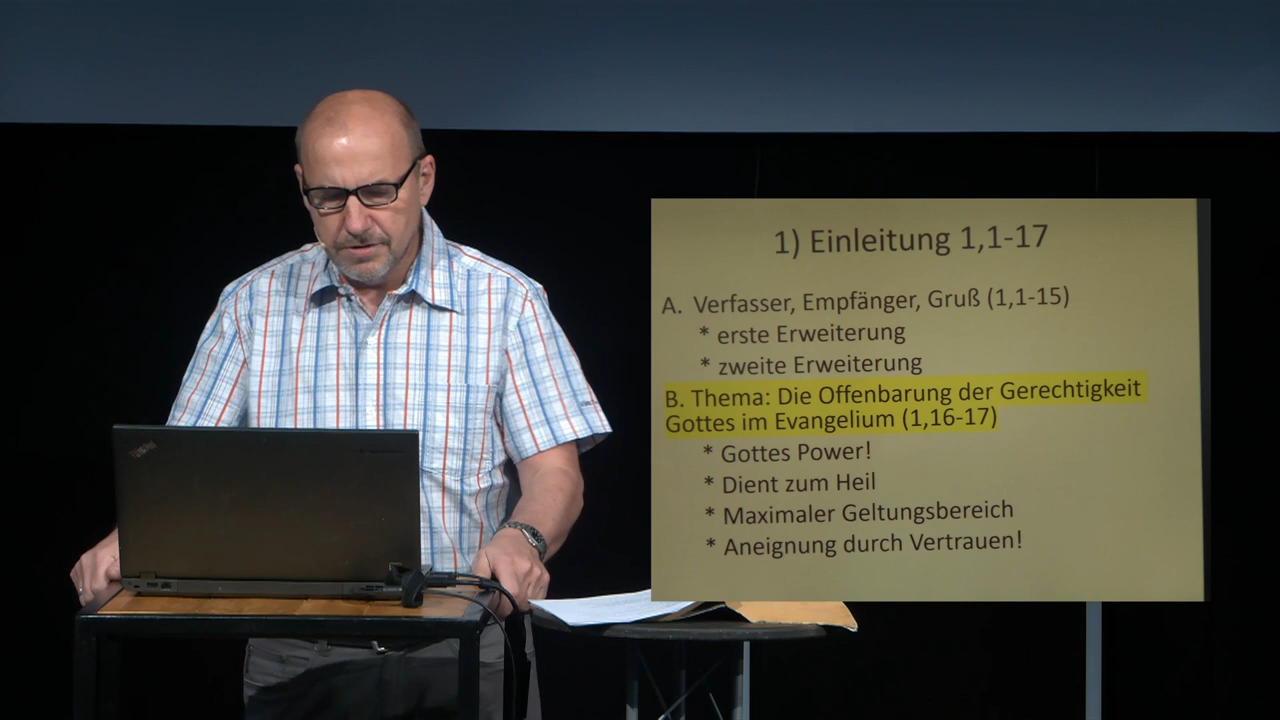 1) Einleitung 1,1-17
A. Verfasser, Empfänger, Gruß (1,1-15)
* erste Erweiterung
* zweite Erweiterung
B. Thema: Die Offenbarung der Gerechtigkeit
Gottes im Evangelium (1,16-17)
* Gottes Power!
* Dient zum Heil
* Maximaler Geltungsbereich
* Aneignung durch Vertrauen!
ThinkPad